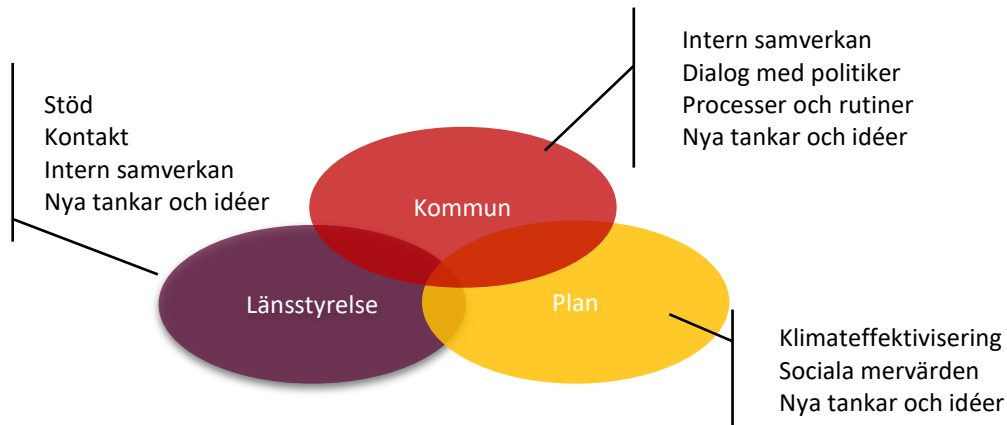 Intern samverkan
Dialog med politiker
Processer och rutiner
Nya tankar och idéer
Stöd
Kontakt
Intern samverkan
Nya tankar och idéer
Kommun
Länsstyrelse
Plan
Klimateffektivisering
Sociala mervärden
Nya tankar och idéer